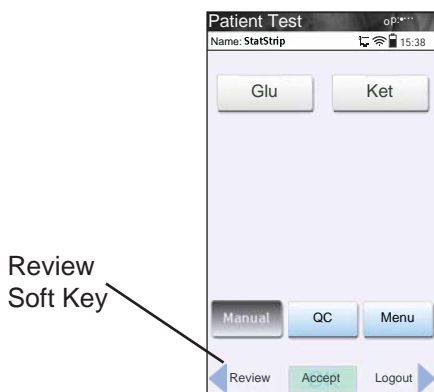 Patient Test
Name: StatStrip 15:38
Glu Ket
Review
Soft Key
Manual QC Menu
Review Accept Logout